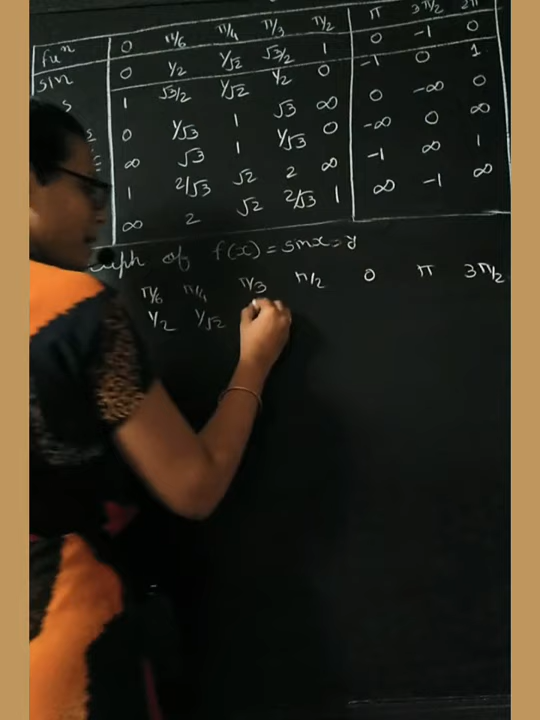 fuⁿ 0 π/6 π/4 π/3 π/2 π 3π/2 2π
sin 0 1/2 1/√2 √3/2 1 0 -1 0
s 1 √3/2 1/√2 1/2 0 -1 0 1
0 1/√3 1 √3 ∞ 0 -∞ 0
∞ √3 1 1/√3 0 -∞ 0 ∞
1 2/√3 √2 2 ∞ -1 ∞ 1
∞ 2 √2 2/√3 1 ∞ -1 ∞
of f(x) = sinx = y
π/6 π/4 π/3 π/2 0 π 3π/2
1/2 1/√2